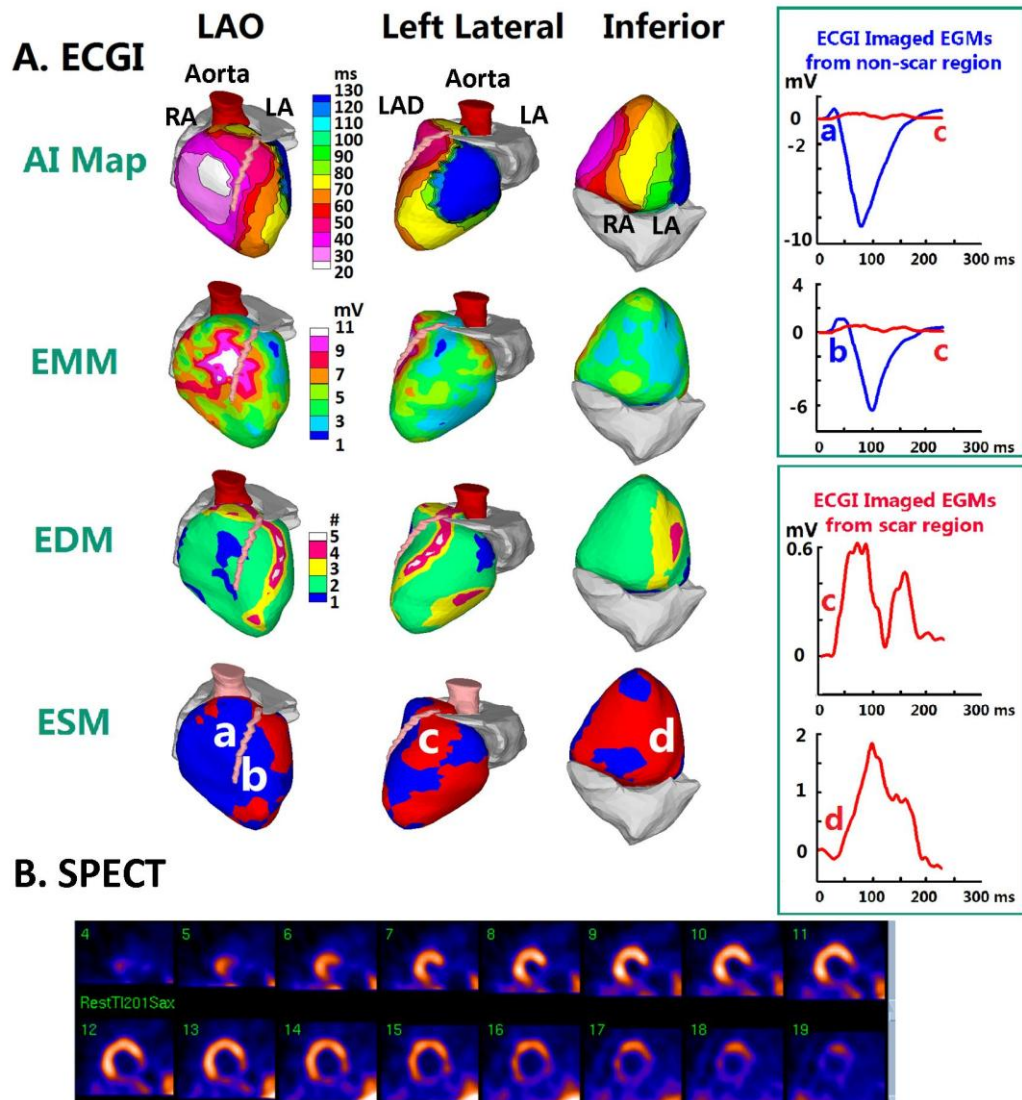 LAO Left Lateral Inferior
A. ECGI
Aorta Aorta
RA LA LAD LA
AI Map
ms
130
120
110
100
90
80
70
60
50
40
30
20
RA LA
EMM
mV
11
9
7
5
3
1
EDM
#
5
4
3
2
1
ESM
a
b
c
d
ECGI Imaged EGMs
from non-scar region
mV
0
-2
-6
-10
a c
0 100 200 300 ms
4
0
-6
b c
0 100 200 300 ms
ECGI Imaged EGMs
from scar region
mV
0.6
c
0
0 100 200 300 ms
2
1
d
0
0 100 200 300 ms
B. SPECT
4 5 6 7 8 9 10 11
RestTl201Sax
12 13 14 15 16 17 18 19